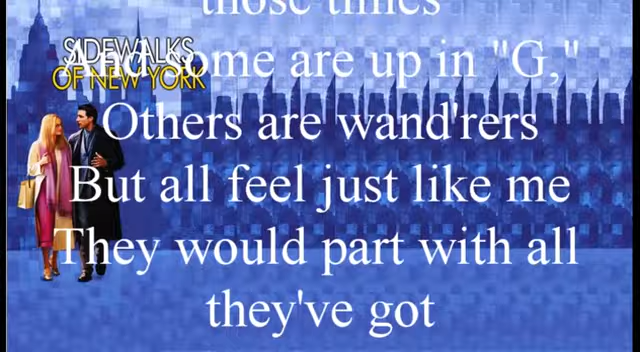 those times
SIDEWALKS
OF NEW YORK
And some are up in "G,"
Others are wand'rers
But all feel just like me
They would part with all
they've got